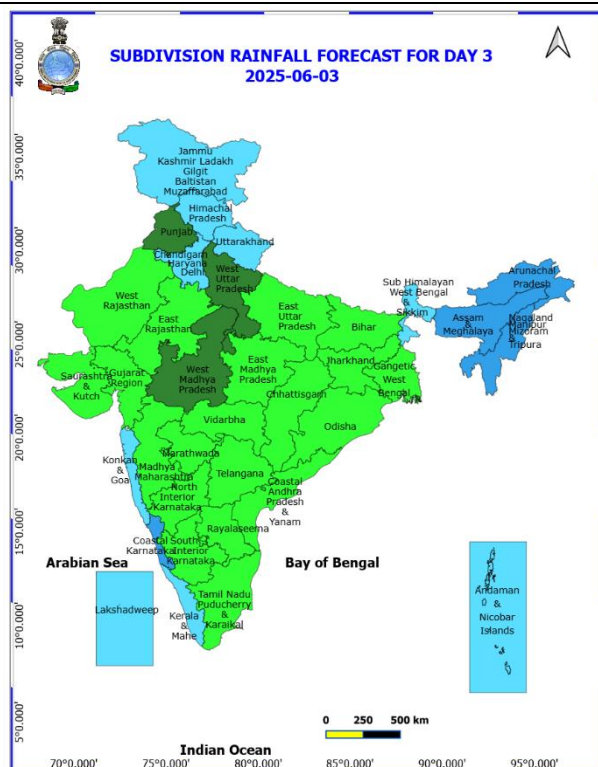 SUBDIVISION RAINFALL FORECAST FOR DAY 3
2025-06-03
40°0.000'
35°0.000'
30°0.000'
25°0.000'
20°0.000'
15°0.000'
10°0.000'
5°0.000'
Jammu
Kashmir Ladakh
Gilgit
Baltistan
Muzaffarabad
Himachal
Pradesh
Punjab
Uttarakhand
Chandigarh
Haryana
Delhi
West
Uttar
Pradesh
West
Rajasthan
East
Rajasthan
East
Uttar
Pradesh
Bihar
Sub Himalayan
West Bengal
&
Sikkim
Arunachal
Pradesh
Assam
&
Meghalaya
Nagaland
Manipur
Mizoram
&
Tripura
Saurashtra
&
Kutch
Gujarat
Region
West
Madhya
Pradesh
East
Madhya
Pradesh
Jharkhand
Gangetic
West
Bengal
Chhattisgarh
Odisha
Vidarbha
Konkan
&
Goa
Marathwada
Madhya
Maharashtra
North
Interior
Karnataka
Telangana
Coastal
Andhra
Pradesh
&
Yanam
Rayalaseema
Coastal
Karnataka
South
Interior
Karnataka
Arabian Sea
Bay of Bengal
Lakshadweep
Kerala
&
Mahe
Tamil Nadu
Puducherry
&
Karaikal
Andaman
&
Nicobar
Islands
0 250 500 km
Indian Ocean
70°0.000' 75°0.000' 80°0.000' 85°0.000' 90°0.000' 95°0.000'